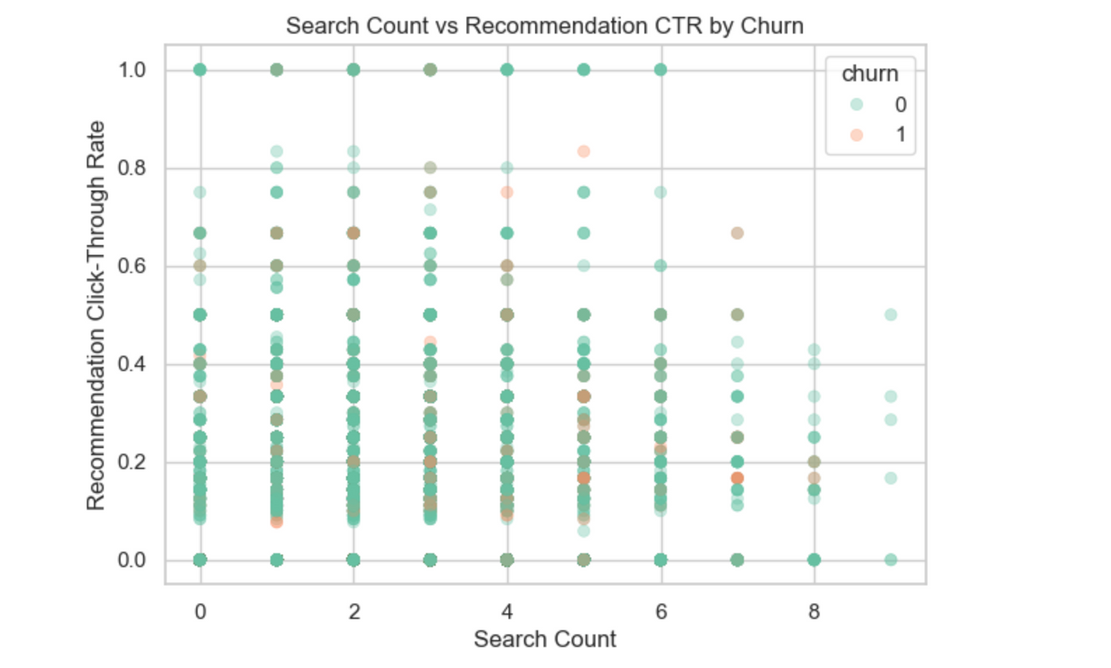 Search Count vs Recommendation CTR by Churn
churn
0
1
Recommendation Click-Through Rate
1.0
0.8
0.6
0.4
0.2
0.0
0 2 4 6 8
Search Count